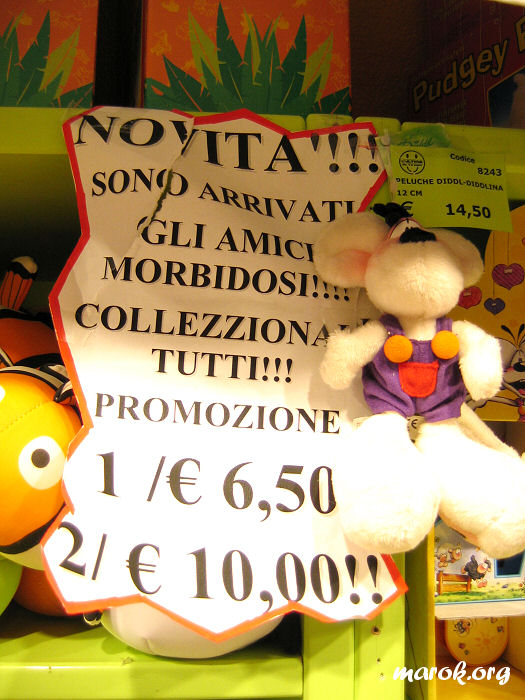 NOVITA'!!!
SONO ARRIVATI
GLI AMICI
MORBIDOSI!!!!
COLLEZZIONA
TUTTI!!!
PROMOZIONE
1 /€ 6,50
2/ € 10,00!!
Codice
8243
PELUCHE DIDDL-DIDDLINA
12 CM
€ 14,50
Pudgey
marok.org